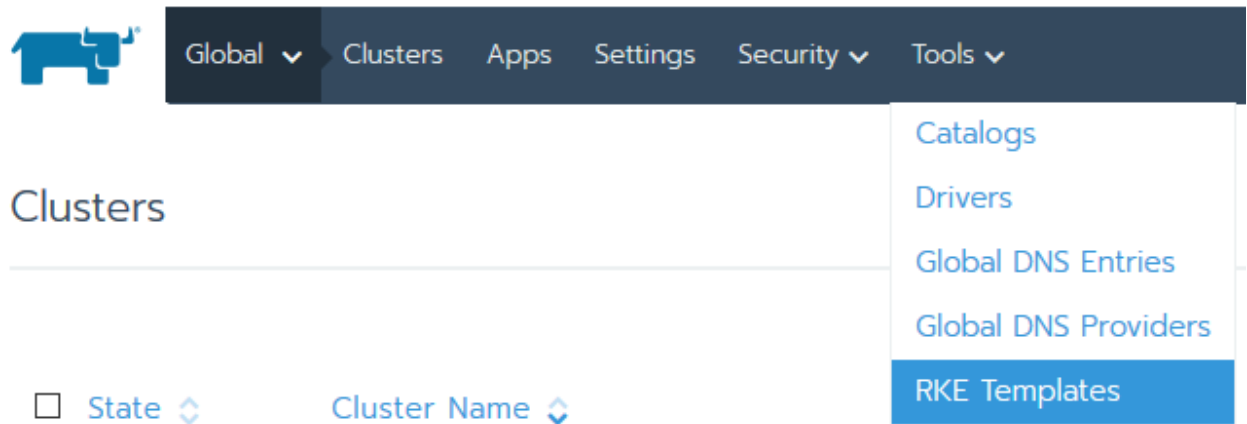 Global Clusters Apps Settings Security Tools
Catalogs
Drivers
Global DNS Entries
Global DNS Providers
RKE Templates
Clusters
State Cluster Name